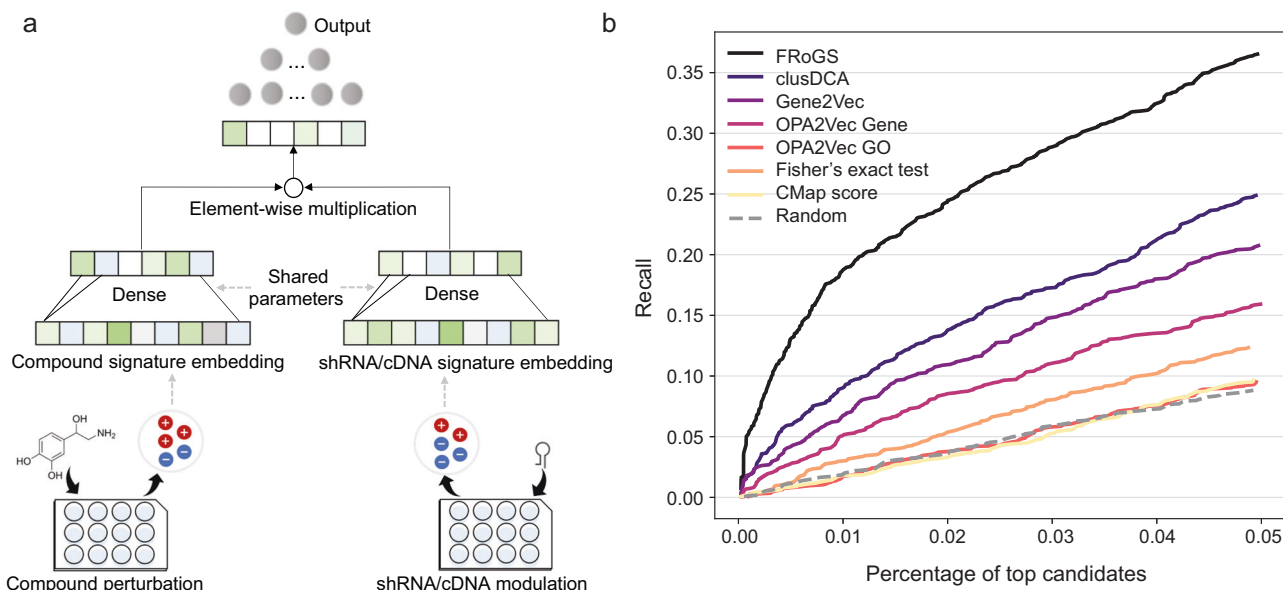 a
Output
...
...
Element-wise multiplication
Shared
parameters
Dense
Dense
Compound signature embedding
shRNA/cDNA signature embedding
OH
NH2
HO
OH
+
+
+
−
−
+
+
−
−
−
Compound perturbation
shRNA/cDNA modulation
b
FRoGS
clusDCA
Gene2Vec
OPA2Vec Gene
OPA2Vec GO
Fisher's exact test
CMap score
Random
Recall
0.35
0.30
0.25
0.20
0.15
0.10
0.05
0.00
0.00 0.01 0.02 0.03 0.04 0.05
Percentage of top candidates